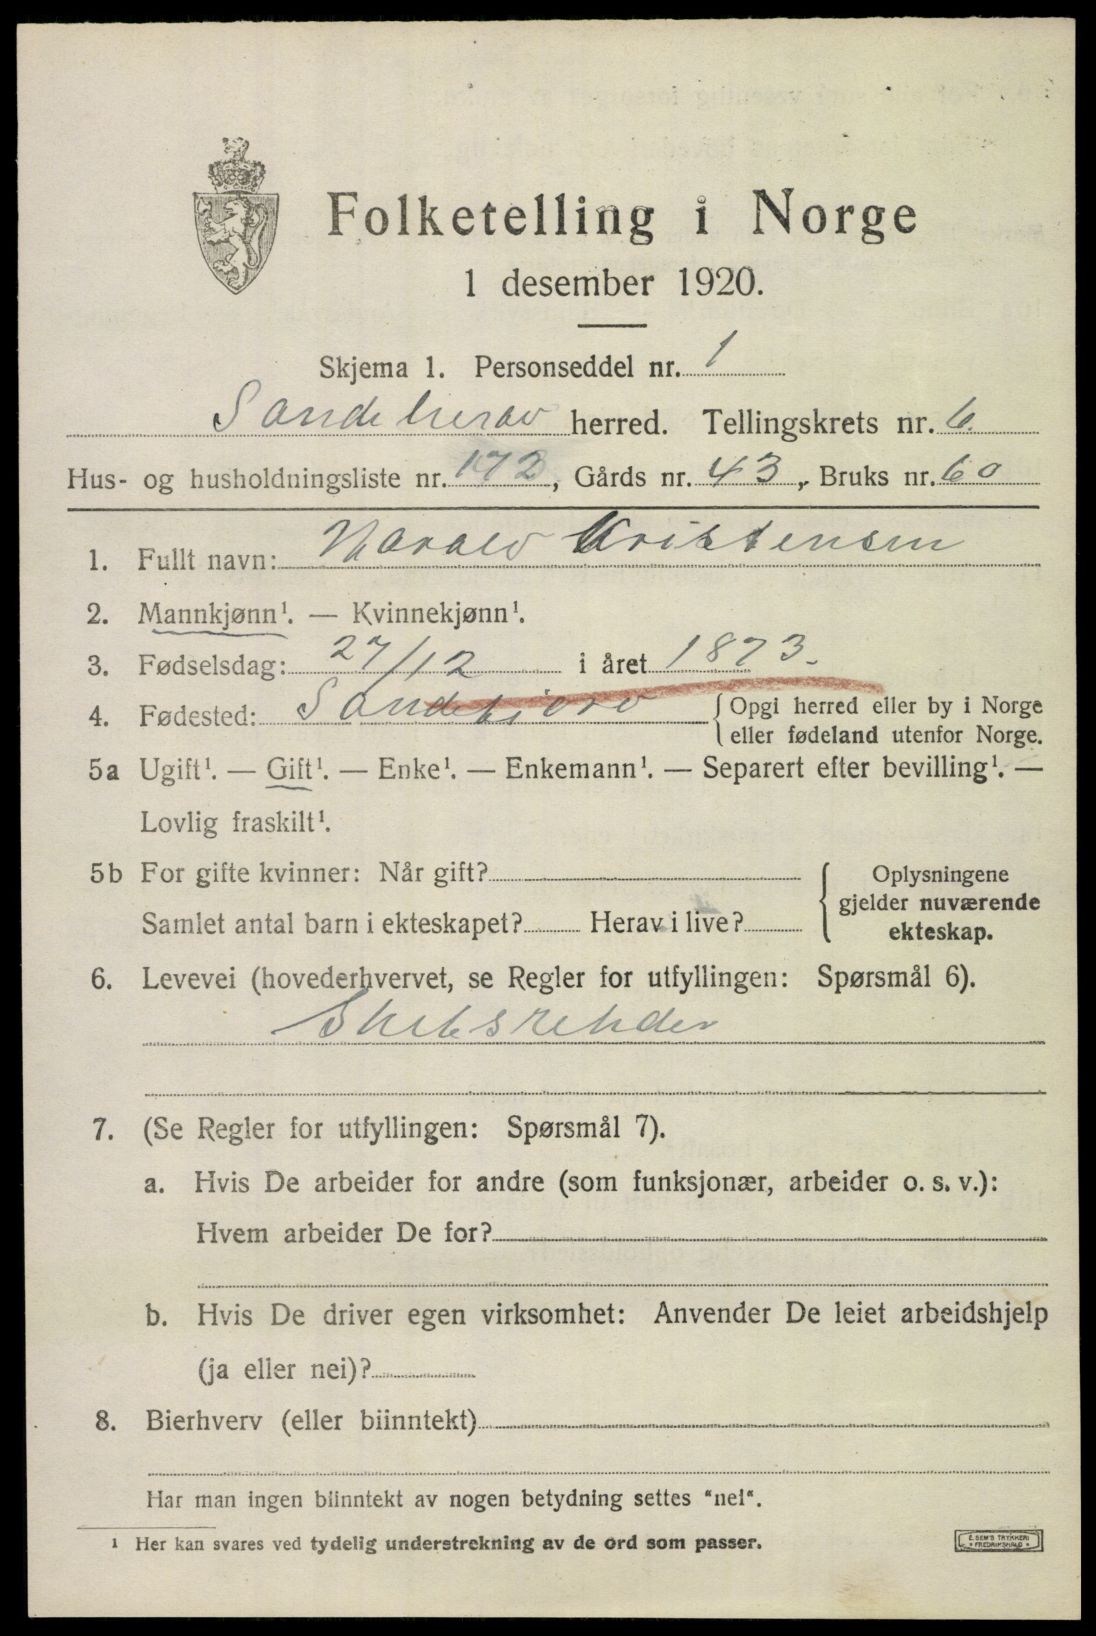 Folketelling i Norge
1 desember 1920.
Skjema 1. Personseddel nr. 1
Sandeherav herred. Tellingskrets nr. 6.
Hus- og husholdningsliste nr. 172, Gårds nr. 43, Bruks nr. 60
1. Fullt navn: Harald Kristensen
2. Mannkjønn¹. — Kvinnekjønn¹.
3. Fødselsdag: 27/12 i året 1873.
4. Fødested: Sandefjord { Opgi herred eller by i Norge
eller fødeland utenfor Norge.
5a Ugift¹. — Gift¹. — Enke¹. — Enkemann¹. — Separert efter bevilling¹. —
Lovlig fraskilt¹.
5b For gifte kvinner: Når gift?
Samlet antal barn i ekteskapet? Herav i live?
{ Oplysningene
gjelder nuværende
ekteskap.
6. Levevei (hovederhvervet, se Regler for utfyllingen: Spørsmål 6).
Skibsreder
7. (Se Regler for utfyllingen: Spørsmål 7).
a. Hvis De arbeider for andre (som funksjonær, arbeider o. s. v.):
Hvem arbeider De for?
b. Hvis De driver egen virksomhet: Anvender De leiet arbeidshjelp
(ja eller nei)?
8. Bierhverv (eller biinntekt)
Har man ingen biinntekt av nogen betydning settes "nei".
¹ Her kan svares ved tydelig understrekning av de ord som passer.
E. SEM'S TRYKKERI
* FREDRIKSHALD *